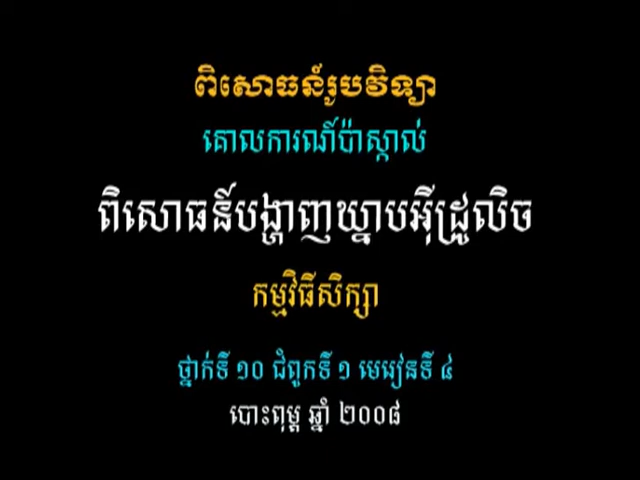 ពិសោធន៍រូបវិទ្យា
គោលការណ៍ប៉ាស្កាល់
ពិសោធន៍បង្ហាញឃ្នាបអ៊ីដ្រូលិច
កម្មវិធីសិក្សា
ថ្នាក់ទី ១០ ជំពូកទី ១ មេរៀនទី ៤
បោះពុម្ព ឆ្នាំ ២០០៨